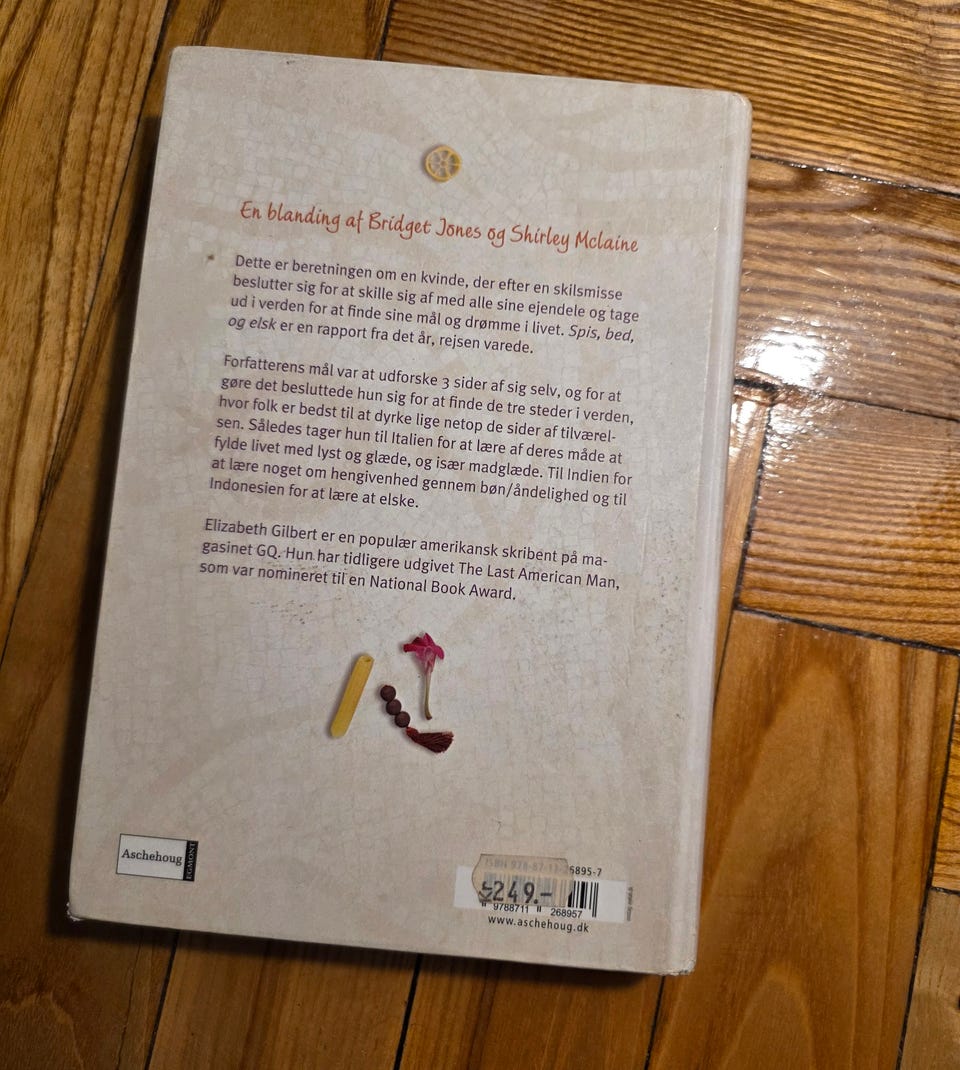 En blanding af Bridget Jones og Shirley Mclaine
Dette er beretningen om en kvinde, der efter en skilsmisse
beslutter sig for at skille sig af med alle sine ejendele og tage
ud i verden for at finde sine mål og drømme i livet. Spis, bed,
og elsk er en rapport fra det år, rejsen varede.
Forfatterens mål var at udforske 3 sider af sig selv, og for at
gøre det besluttede hun sig for at finde de tre steder i verden,
hvor folk er bedst til at dyrke lige netop de sider af tilværel-
sen. Således tager hun til Italien for at lære af deres måde at
fylde livet med lyst og glæde, og især madglæde. Til Indien for
at lære noget om hengivenhed gennem bøn/åndelighed og til
Indonesien for at lære at elske.
Elizabeth Gilbert er en populær amerikansk skribent på ma-
gasinet GQ. Hun har tidligere udgivet The Last American Man,
som var nomineret til en National Book Award.
Aschehoug
EGMONT
ISBN 978-87-11-26895-7
249.-
9788711 268957
www.aschehoug.dk